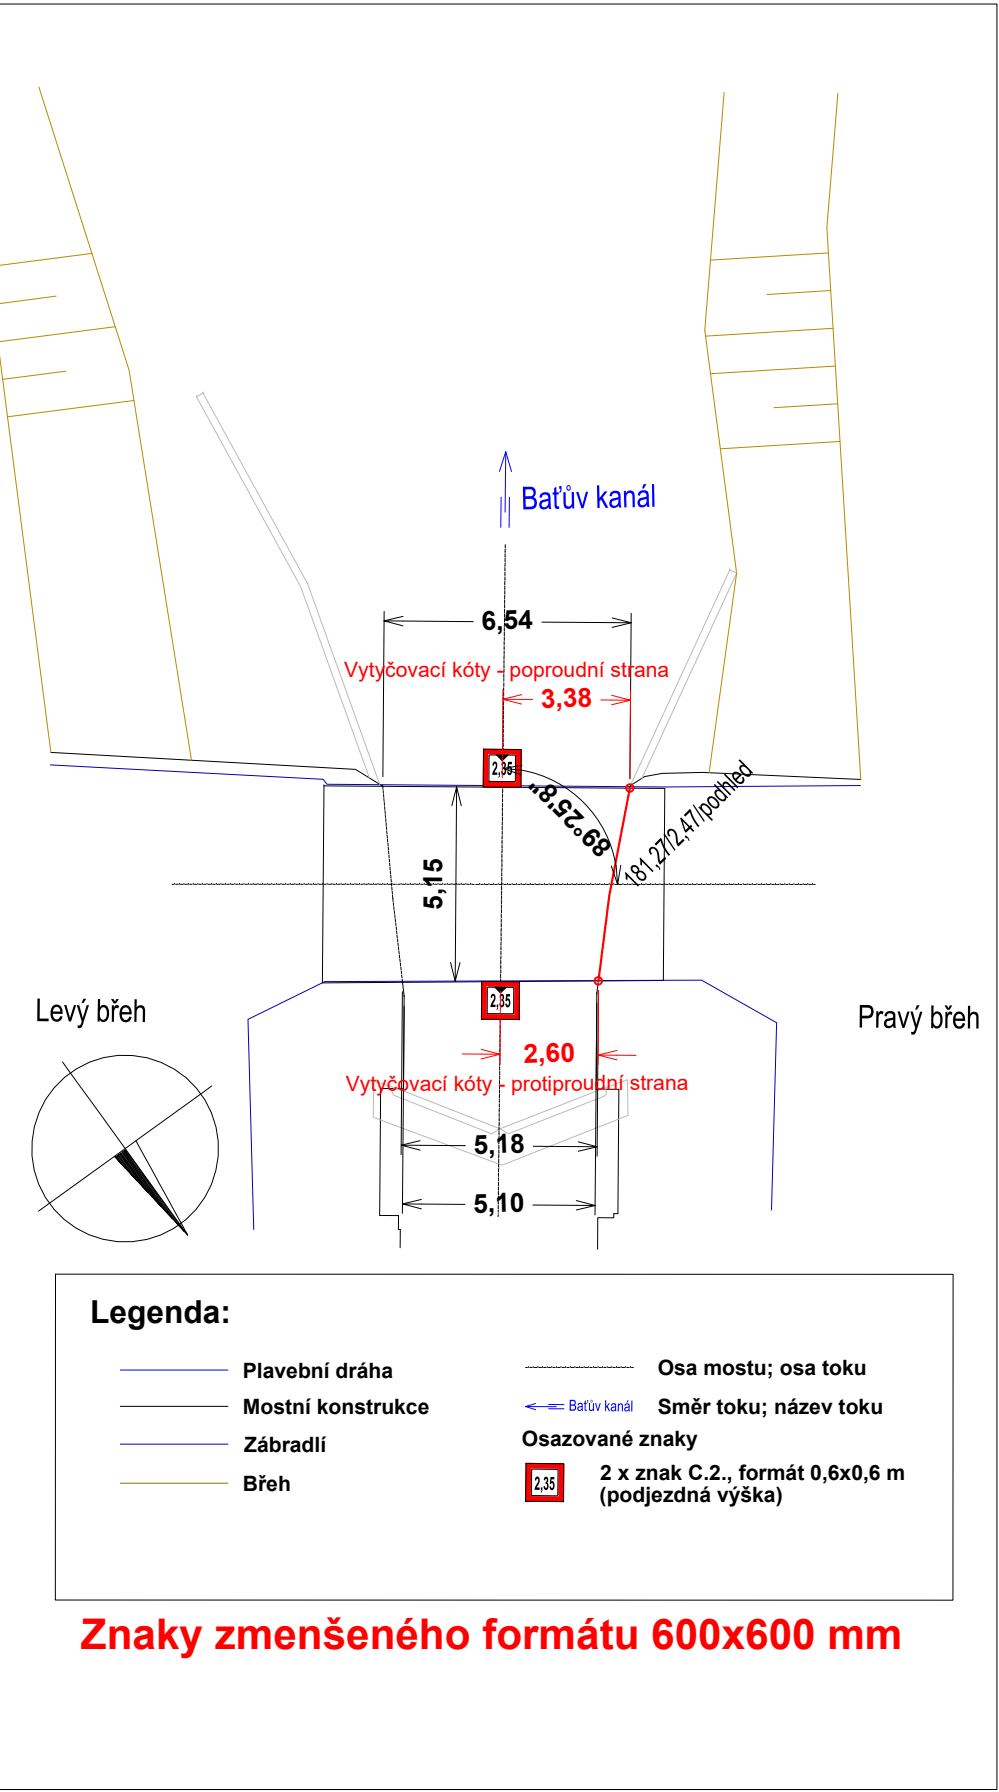 Baťův kanál
6,54
Vytyčovací kóty - poproudní strana
3,38
2,35
89°25'8"
181,27/2,47/podhled
5,15
Levý břeh
2,35
Pravý břeh
2,60
Vytyčovací kóty - protiproudní strana
5,18
5,10
Legenda:
Plavební dráha
Mostní konstrukce
Zábradlí
Břeh
Osa mostu; osa toku
Baťův kanál
Směr toku; název toku
Osazované znaky
2,35
2 x znak C.2., formát 0,6x0,6 m
(podjezdná výška)
Znaky zmenšeného formátu 600x600 mm